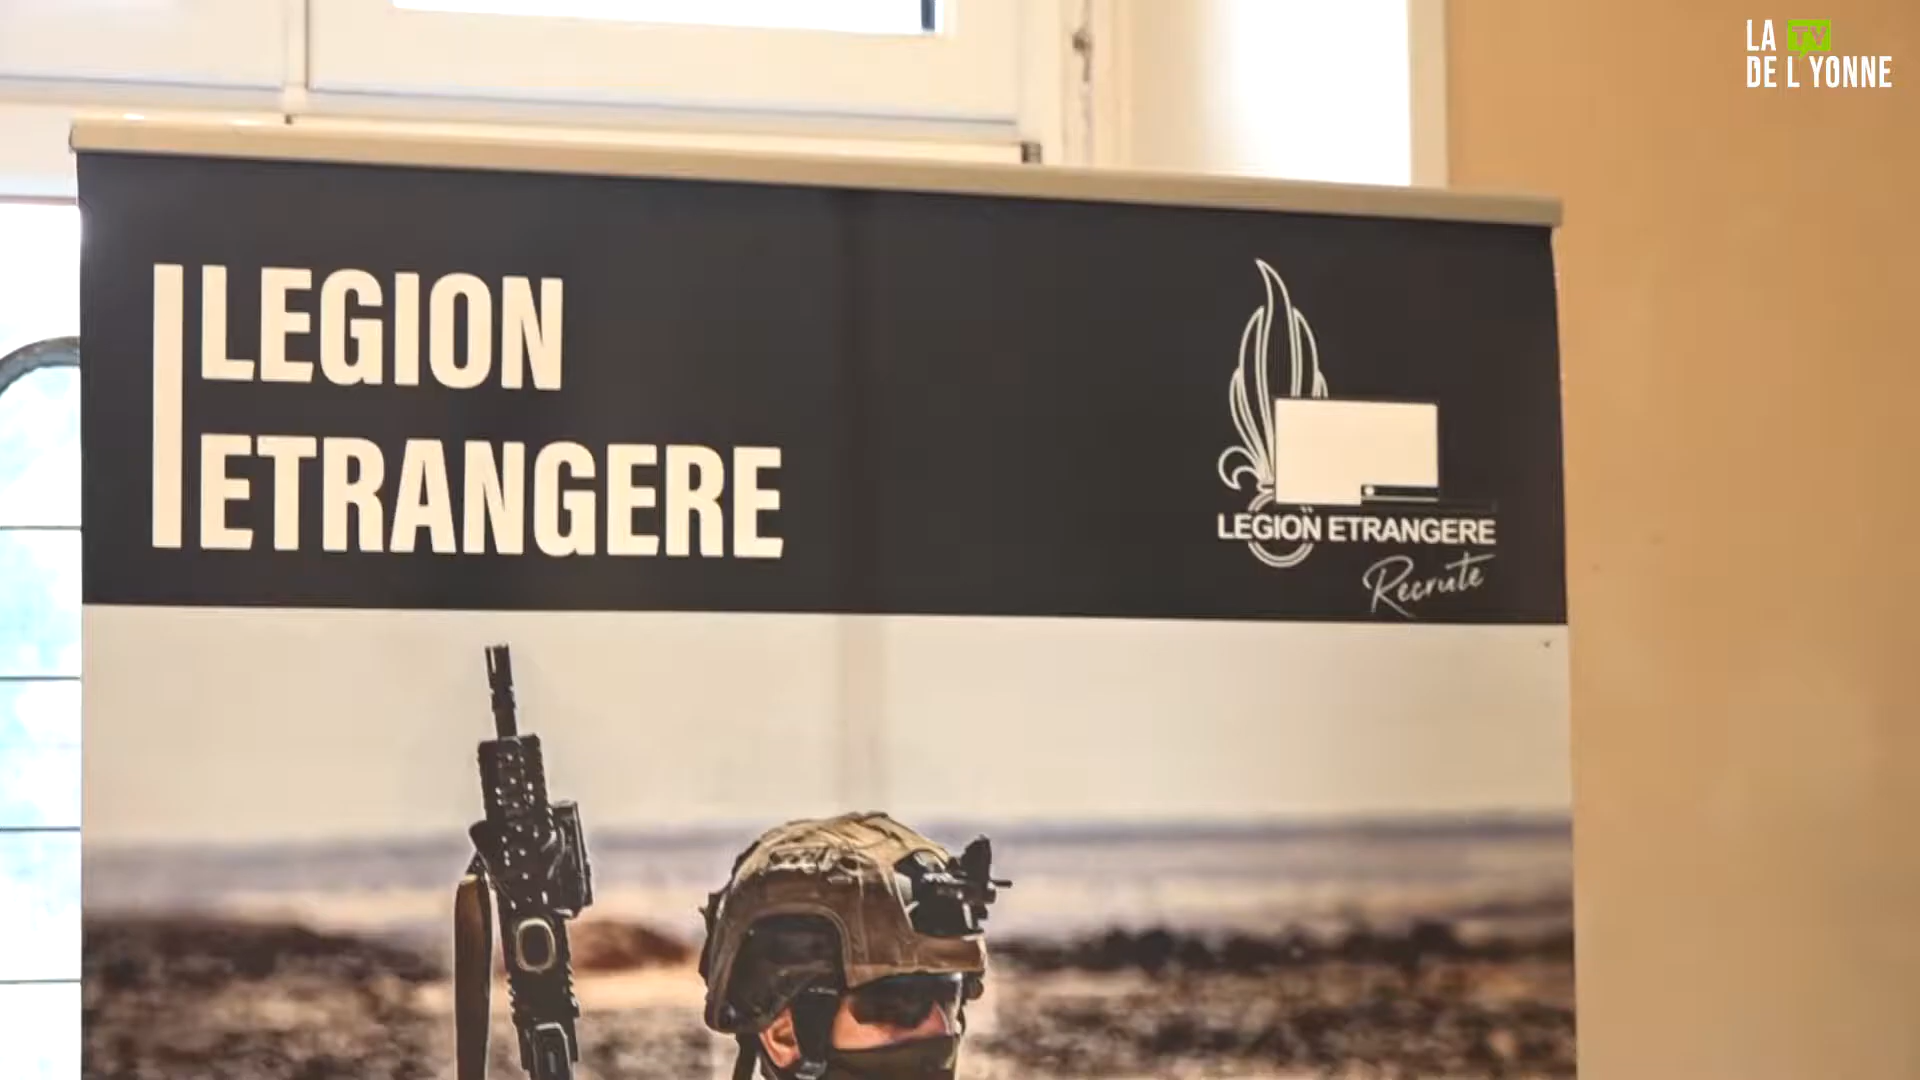 LA TV
DE L'YONNE
LEGION
ETRANGERE
LEGION ETRANGERE
Recrute